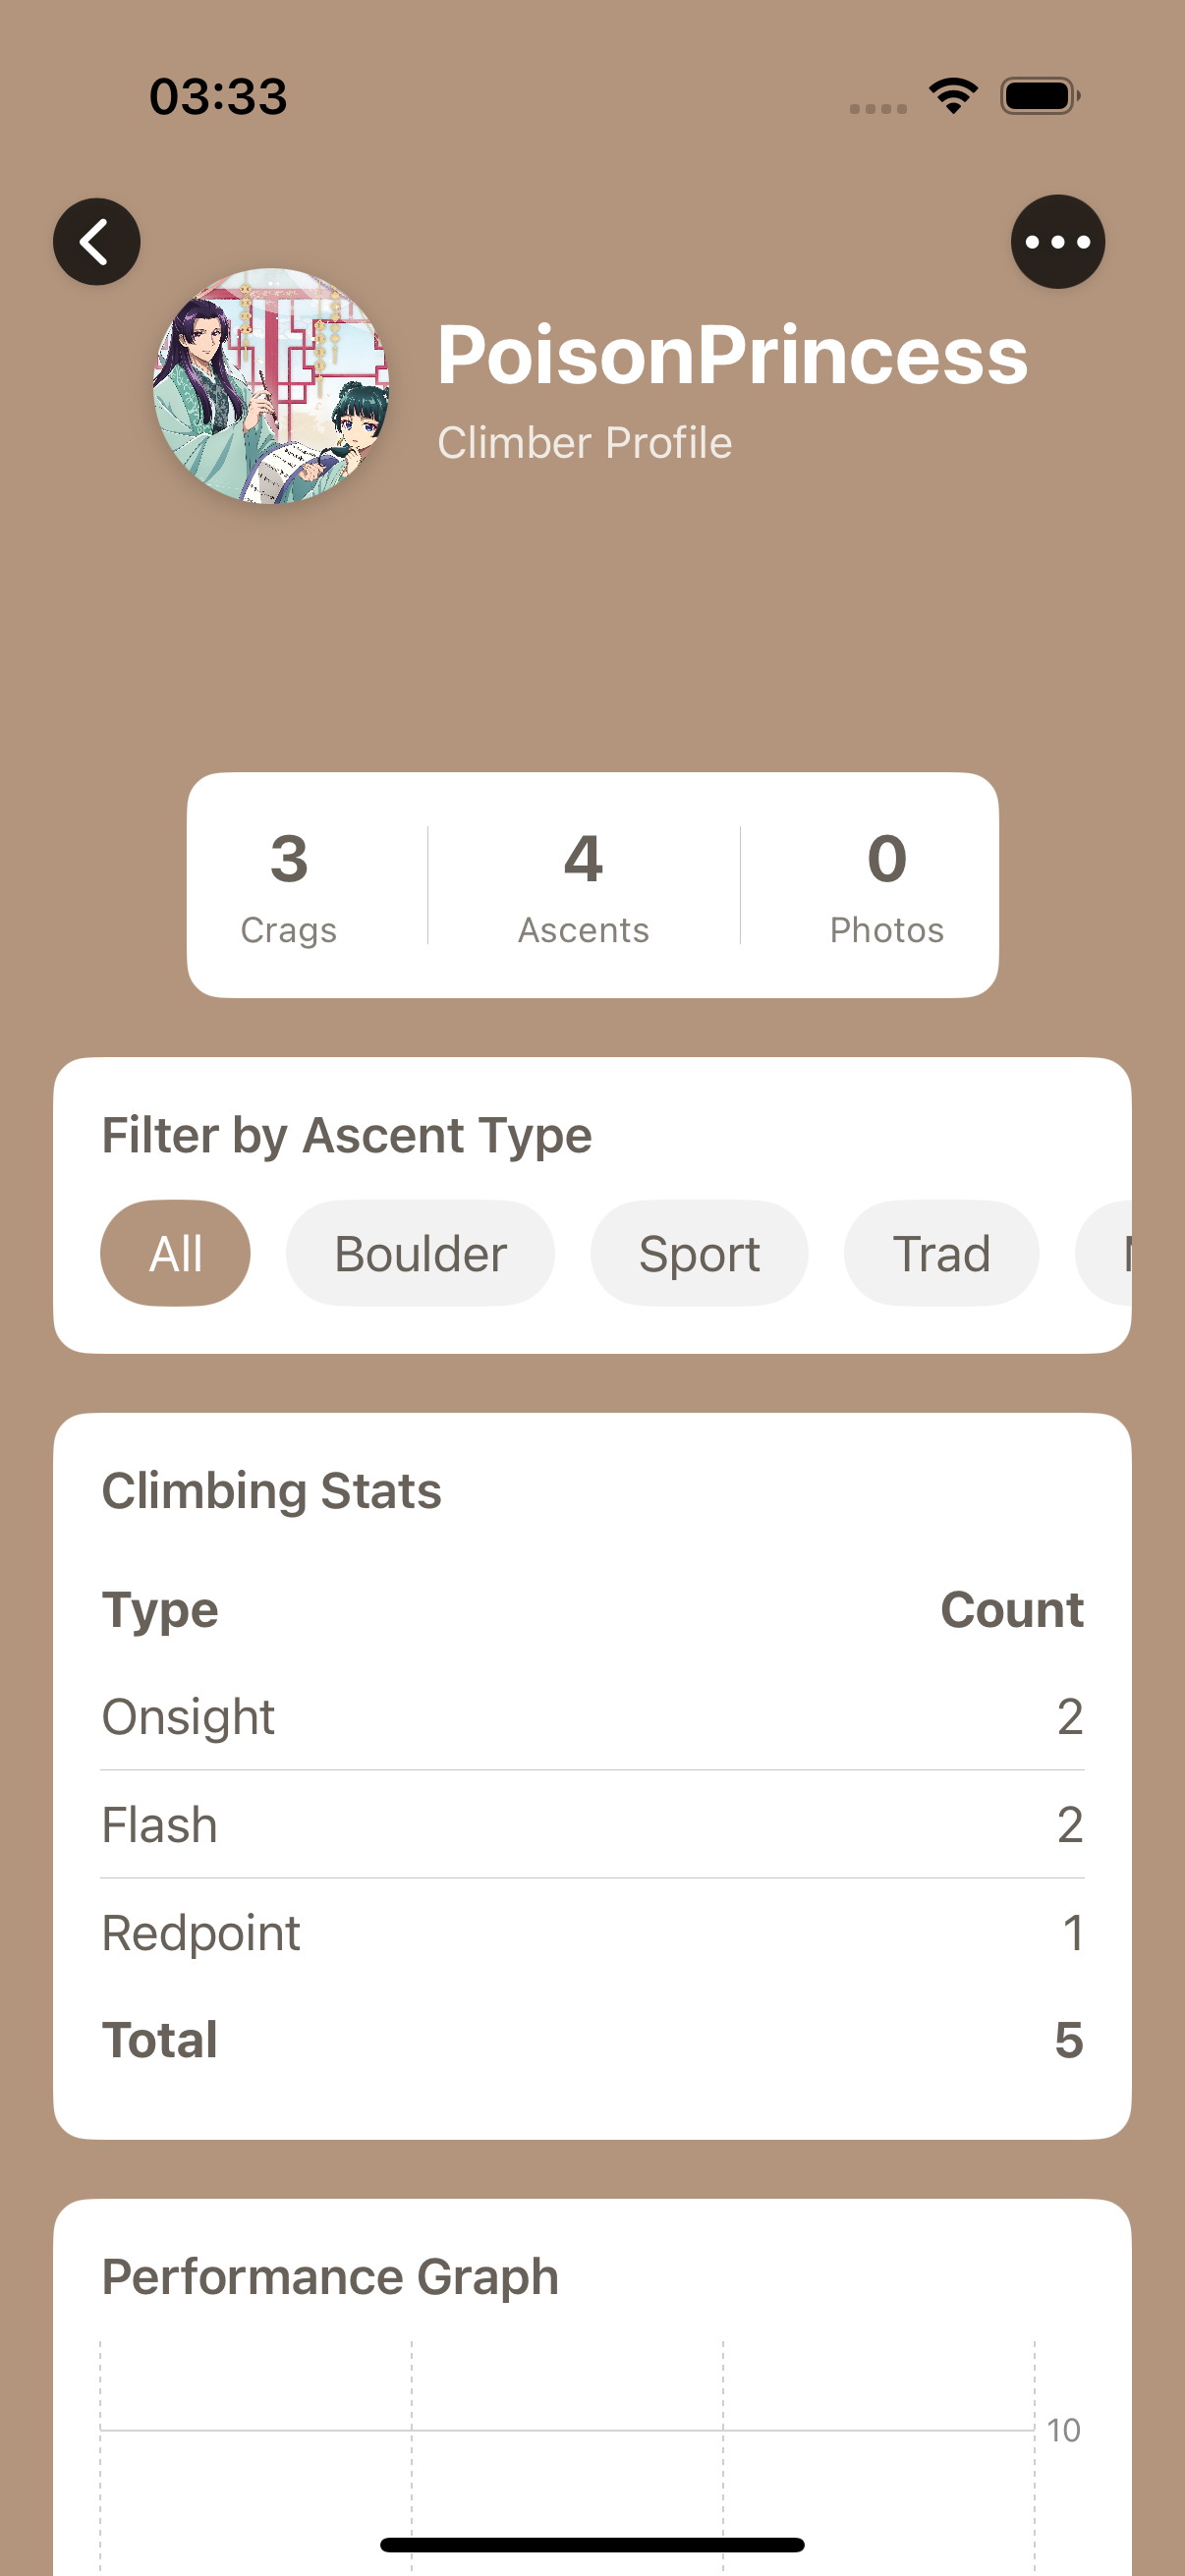 03:33
PoisonPrincess
Climber Profile
3 4 0
Crags Ascents Photos
Filter by Ascent Type
All Boulder Sport Trad
Climbing Stats
Type Count
Onsight 2
Flash 2
Redpoint 1
Total 5
Performance Graph
10